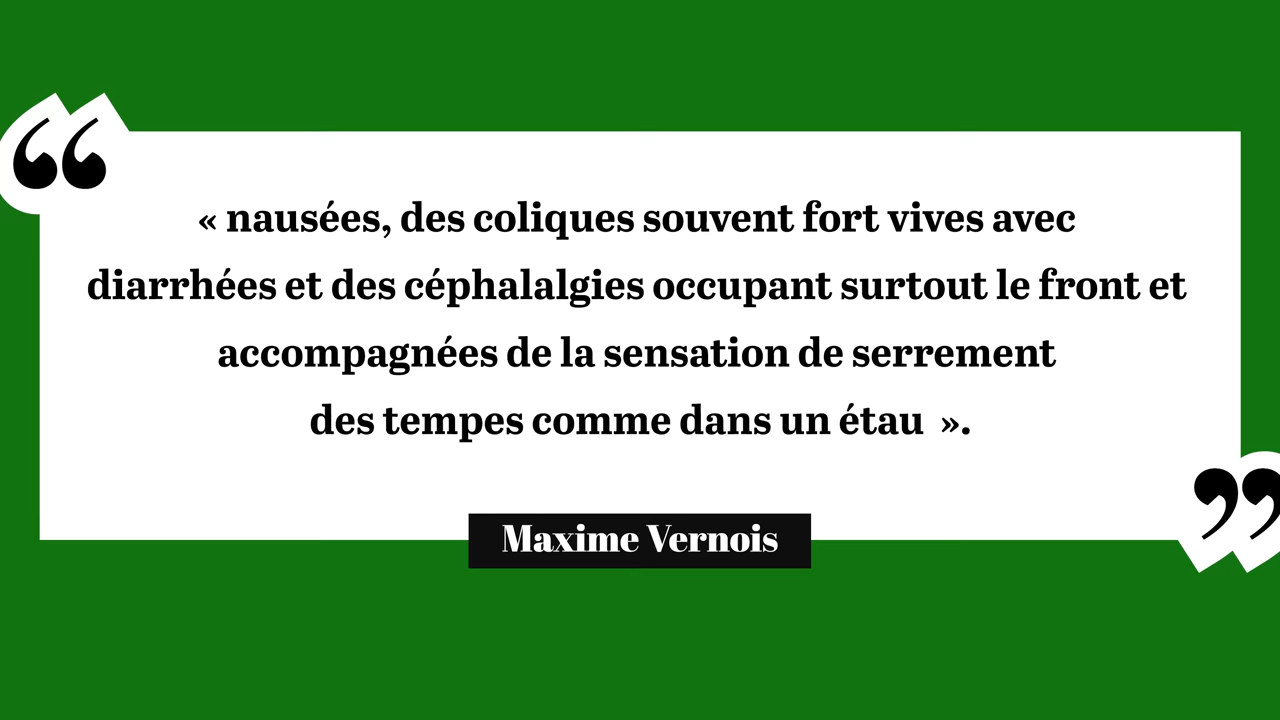 “
« nausées, des coliques souvent fort vives avec
diarrhées et des céphalalgies occupant surtout le front et
accompagnées de la sensation de serrement
des tempes comme dans un étau  ».
”
Maxime Vernois